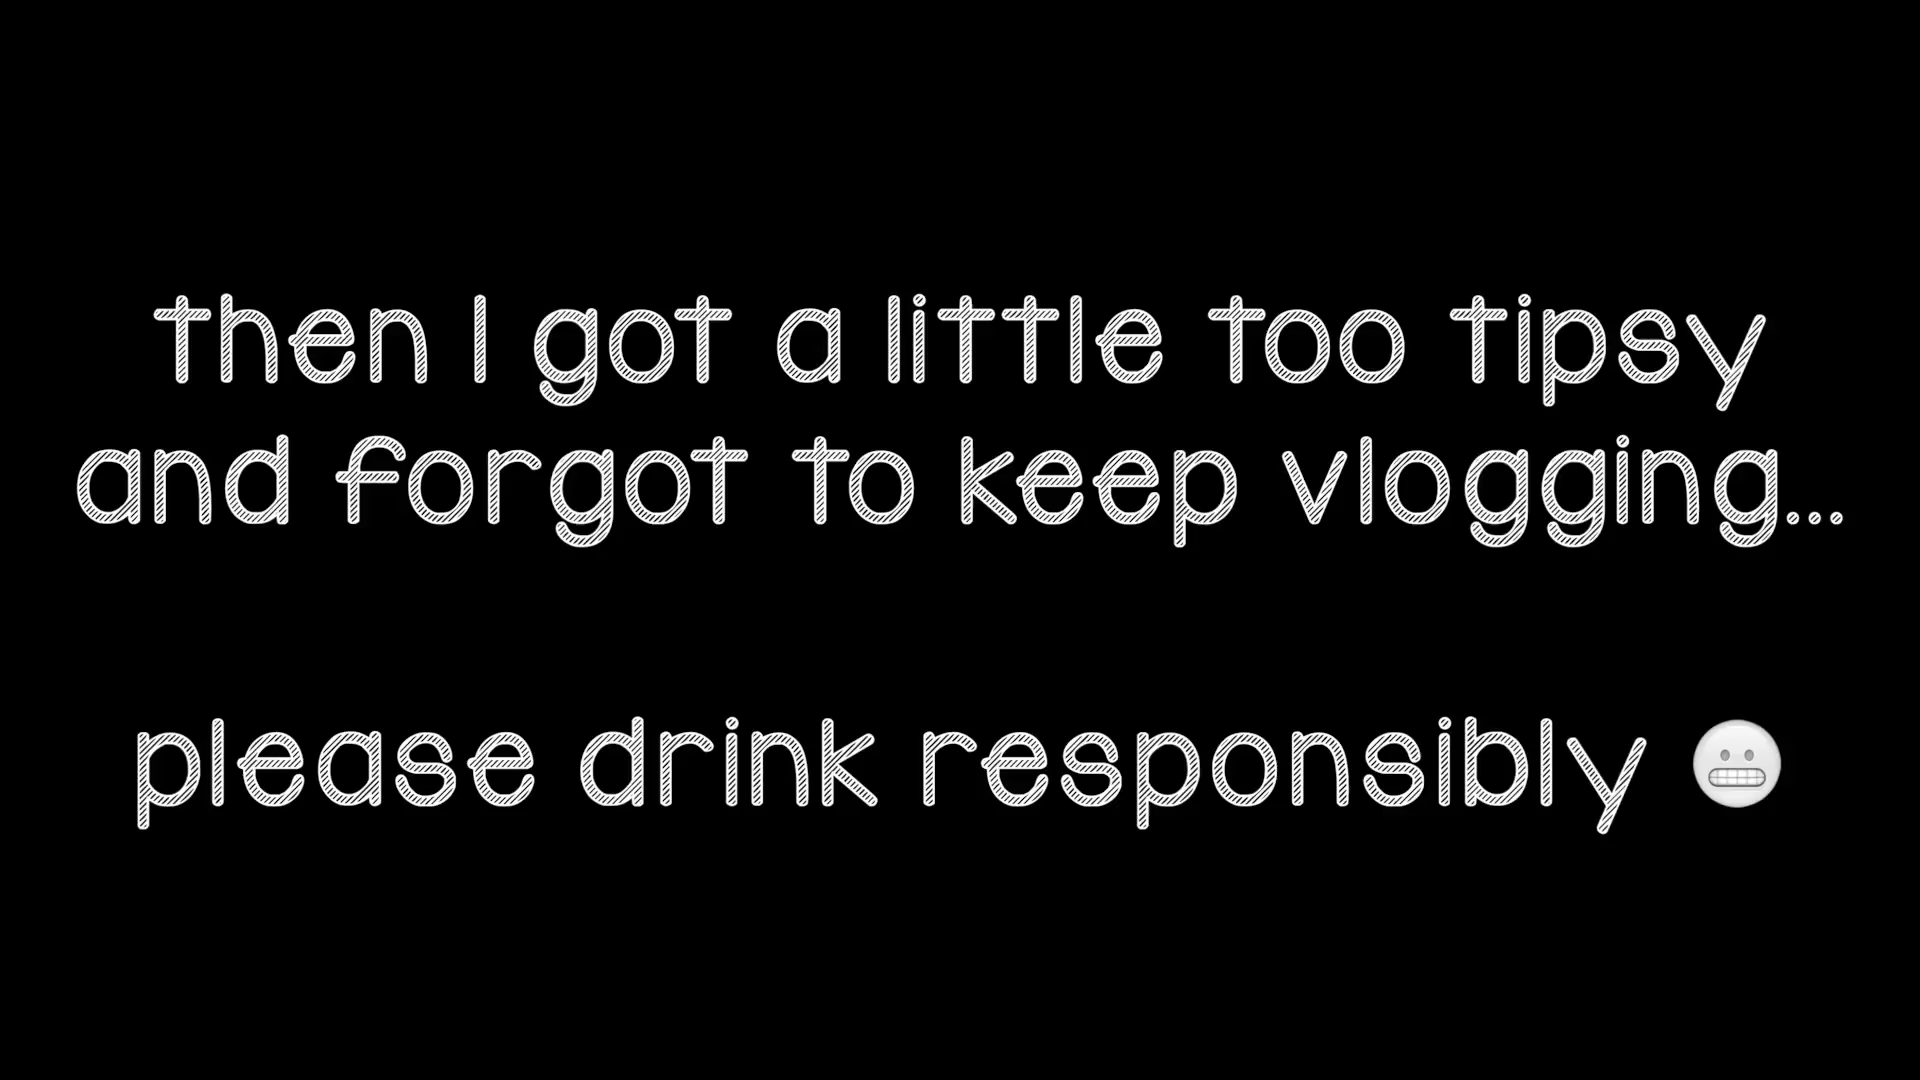 then I got a little too tipsy
and forgot to keep vlogging...
please drink responsibly 😬